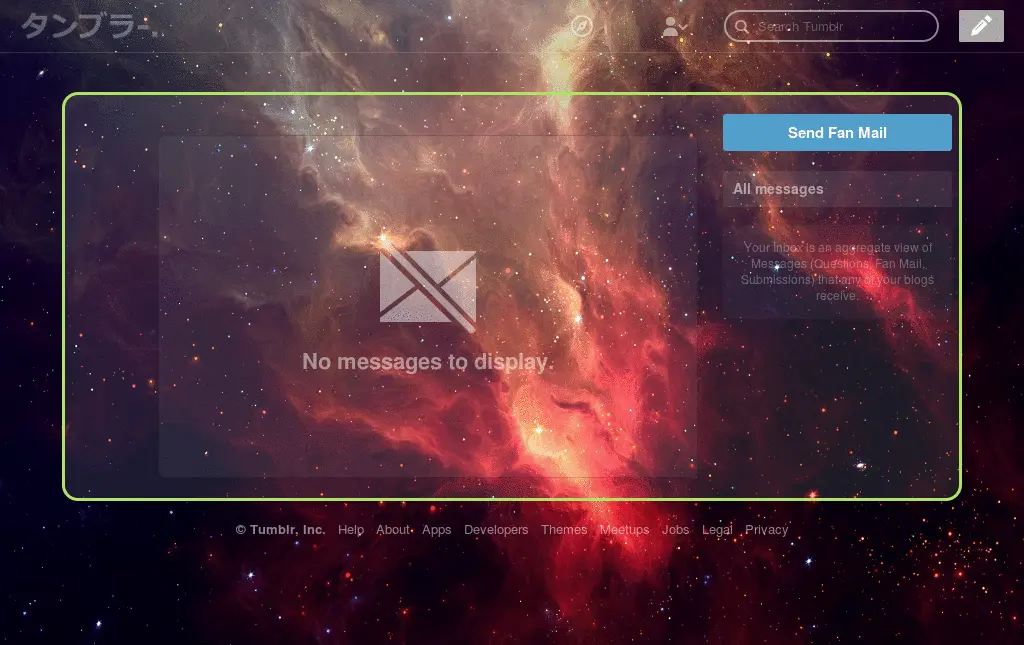 タンブラー.
Search Tumblr
Send Fan Mail
All messages
Your Inbox is an aggregate view of
Messages (Questions, Fan Mail,
Submissions) that any of your blogs
receive.
No messages to display.
© Tumblr, Inc. Help About Apps Developers Themes Meetups Jobs Legal Privacy